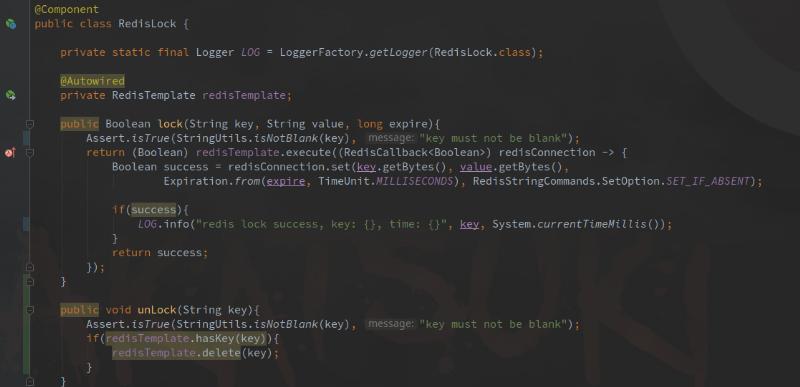 @Component
public class RedisLock {
private static final Logger LOG = LoggerFactory.getLogger(RedisLock.class);
@Autowired
private RedisTemplate redisTemplate;
public Boolean lock(String key, String value, long expire){
Assert.isTrue(StringUtils.isNotBlank(key), message: "key must not be blank");
return (Boolean) redisTemplate.execute((RedisCallback<Boolean>) redisConnection -> {
Boolean success = redisConnection.set(key.getBytes(), value.getBytes(),
Expiration.from(expire, TimeUnit.MILLISECONDS), RedisStringCommands.SetOption.SET_IF_ABSENT);
if(success){
LOG.info("redis lock success, key: {}, time: {}", key, System.currentTimeMillis());
}
return success;
});
}
public void unLock(String key){
Assert.isTrue(StringUtils.isNotBlank(key), message: "key must not be blank");
if(redisTemplate.hasKey(key)){
redisTemplate.delete(key);
}
}